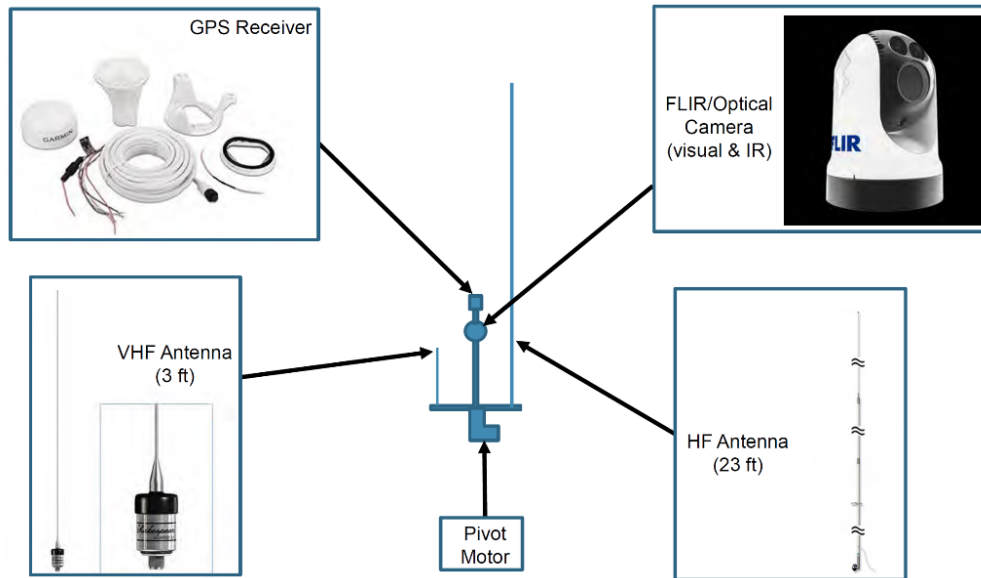 GPS Receiver
GARMIN
FLIR/Optical
Camera
(visual & IR)
FLIR
VHF Antenna
(3 ft)
Shakespeare
HF Antenna
(23 ft)
Pivot
Motor